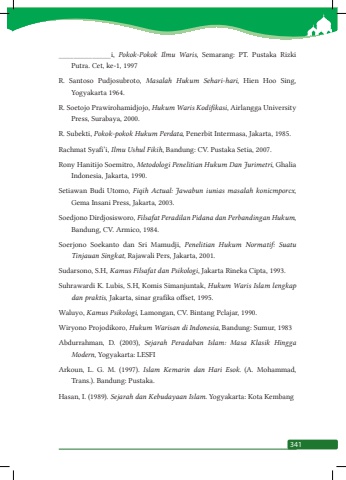 ______________i, Pokok-Pokok Ilmu Waris, Semarang: PT. Pustaka Rizki
Putra. Cet, ke-1, 1997
R. Santoso Pudjosubroto, Masalah Hukum Sehari-hari, Hien Hoo Sing,
Yogyakarta 1964.
R. Soetojo Prawirohamidjojo, Hukum Waris Kodifikasi, Airlangga University
Press, Surabaya, 2000.
R. Subekti, Pokok-pokok Hukum Perdata, Penerbit Intermasa, Jakarta, 1985.
Rachmat Syafi'i, Ilmu Ushul Fikih, Bandung: CV. Pustaka Setia, 2007.
Rony Hanitijo Soemitro, Metodologi Penelitian Hukum Dan Jurimetri, Ghalia
Indonesia, Jakarta, 1990.
Setiawan Budi Utomo, Fiqih Actual: Jawabun iunias masalah konicmporcx,
Gema Insani Press, Jakarta, 2003.
Soedjono Dirdjosisworo, Filsafat Peradilan Pidana dan Perbandingan Hukum,
Bandung, CV. Armico, 1984.
Soerjono Soekanto dan Sri Mamudji, Penelitian Hukum Normatif: Suatu
Tinjauan Singkat, Rajawali Pers, Jakarta, 2001.
Sudarsono, S.H, Kamus Filsafat dan Psikologi, Jakarta Rineka Cipta, 1993.
Suhrawardi K. Lubis, S.H, Komis Simanjuntak, Hukum Waris Islam lengkap
dan praktis, Jakarta, sinar grafika offset, 1995.
Waluyo, Kamus Psikologi, Lamongan, CV. Bintang Pelajar, 1990.
Wiryono Projodikoro, Hukum Warisan di Indonesia, Bandung: Sumur, 1983
Abdurrahman, D. (2003), Sejarah Peradaban Islam: Masa Klasik Hingga
Modern, Yogyakarta: LESFI
Arkoun, L. G. M. (1997). Islam Kemarin dan Hari Esok. (A. Mohammad,
Trans.). Bandung: Pustaka.
Hasan, I. (1989). Sejarah dan Kebudayaan Islam. Yogyakarta: Kota Kembang
341